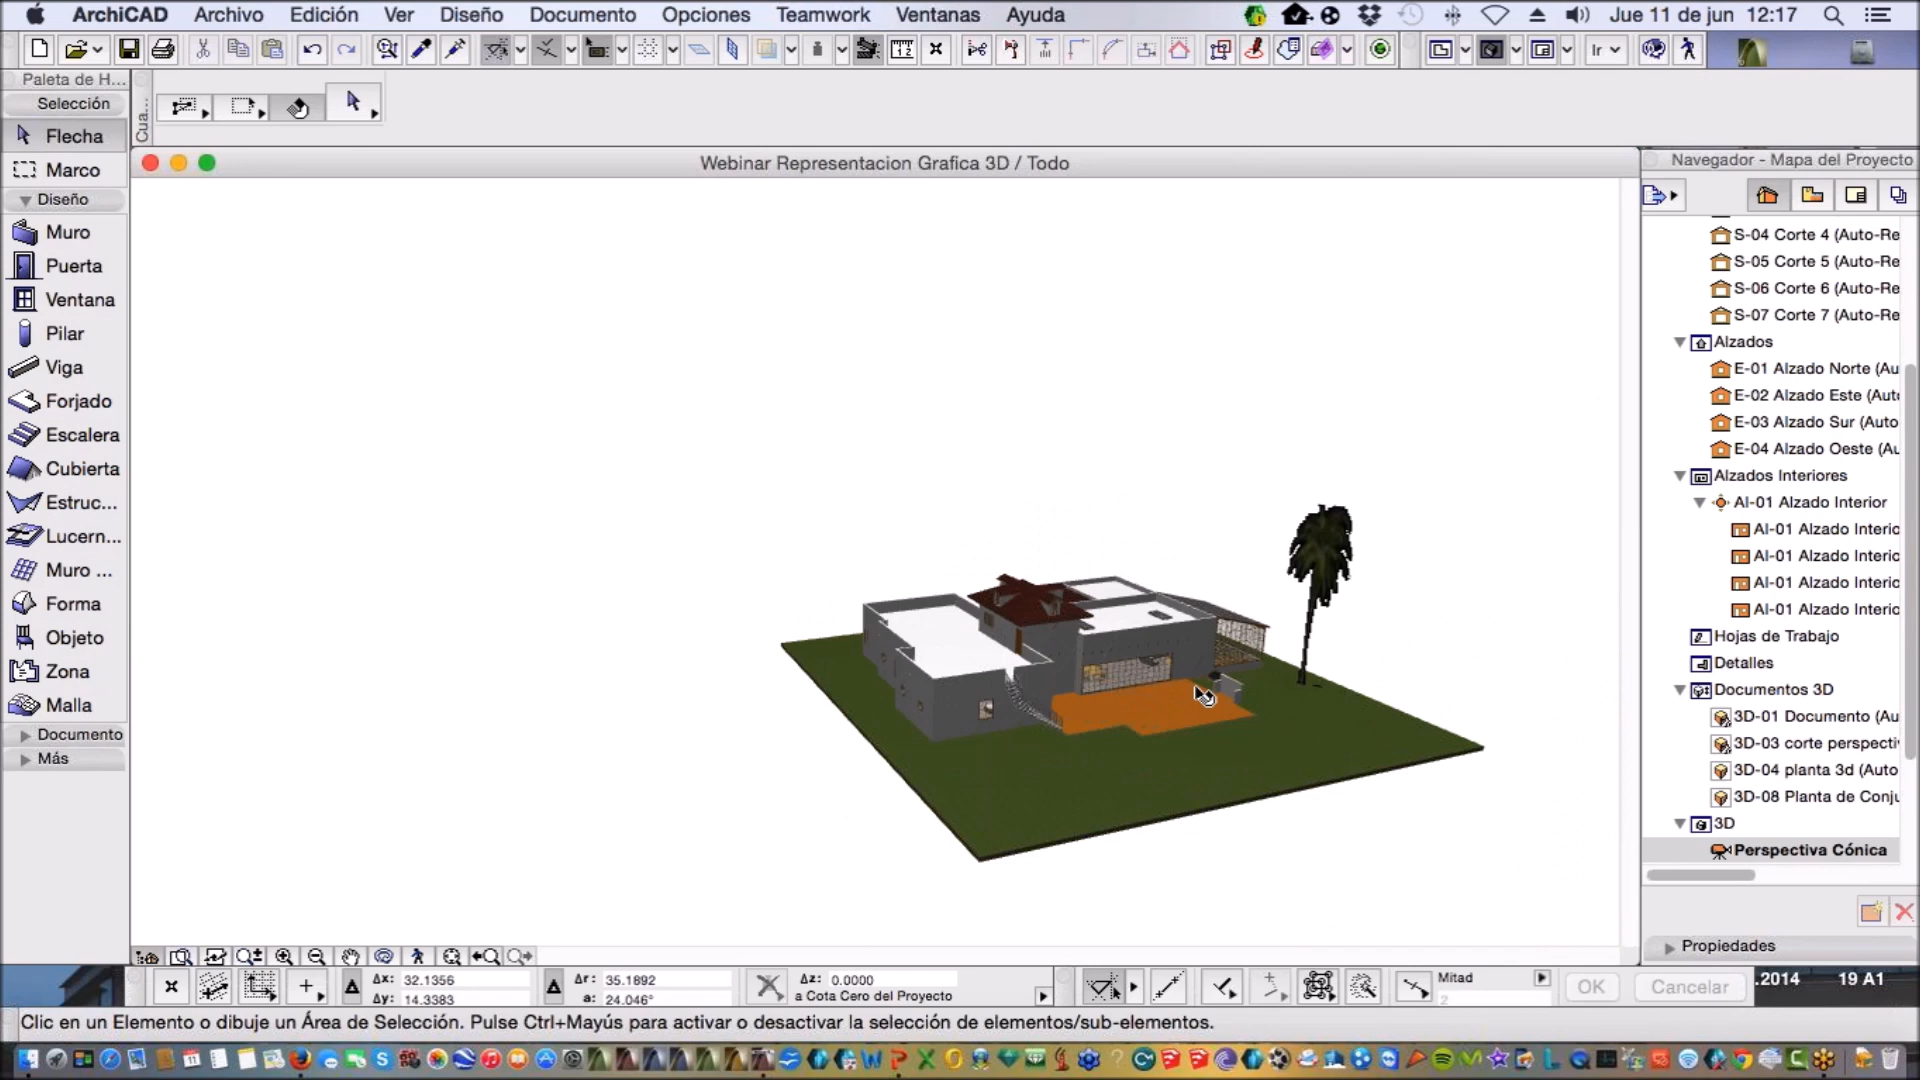 ArchiCAD Archivo Edición Ver Diseño Documento Opciones Teamwork Ventanas Ayuda Jue 11 de jun 12:17
Ir
Paleta de H...
Selección
Flecha
Marco
Diseño
Muro
Puerta
Ventana
Pilar
Viga
Forjado
Escalera
Cubierta
Estruc...
Lucern...
Muro ...
Forma
Objeto
Zona
Malla
Documento
Más
Cua...
Webinar Representacion Grafica 3D / Todo
Navegador - Mapa del Proyecto
S-04 Corte 4 (Auto-Re
S-05 Corte 5 (Auto-Re
S-06 Corte 6 (Auto-Re
S-07 Corte 7 (Auto-Re
Alzados
E-01 Alzado Norte (Au
E-02 Alzado Este (Aut
E-03 Alzado Sur (Auto
E-04 Alzado Oeste (Au
Alzados Interiores
AI-01 Alzado Interior
AI-01 Alzado Interio
AI-01 Alzado Interio
AI-01 Alzado Interio
AI-01 Alzado Interio
Hojas de Trabajo
Detalles
Documentos 3D
3D-01 Documento (Au
3D-03 corte perspecti
3D-04 planta 3d (Auto
3D-08 Planta de Conju
3D
Perspectiva Cónica
Propiedades
Δx: 32.1356
Δy: 14.3383
Δr: 35.1892
a: 24.046°
Δz: 0.0000
a Cota Cero del Proyecto
Mitad
2
OK
Cancelar
.2014 19 A1
Clic en un Elemento o dibuje un Área de Selección. Pulse Ctrl+Mayús para activar o desactivar la selección de elementos/sub-elementos.